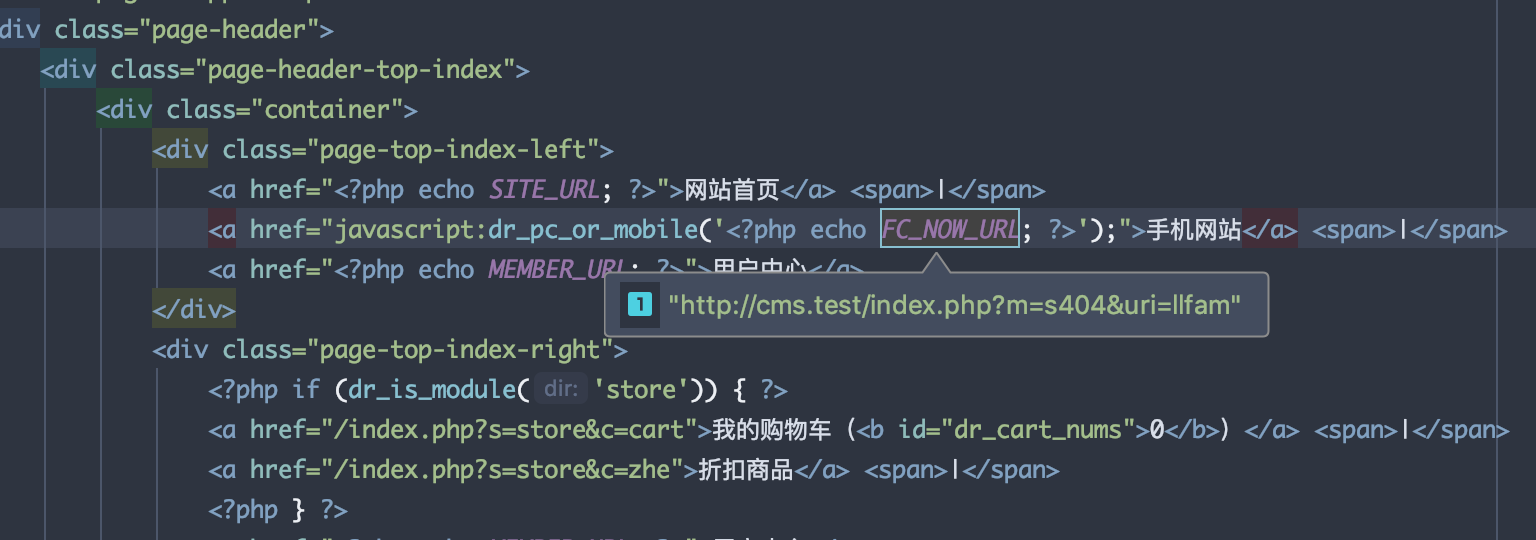 div class="page-header">
<div class="page-header-top-index">
<div class="container">
<div class="page-top-index-left">
<a href="<?php echo SITE_URL; ?>">网站首页</a> <span>|</span>
<a href="javascript:dr_pc_or_mobile('<?php echo FC_NOW_URL; ?>');">手机网站</a> <span>|</span>
<a href="<?php echo MEMBER_URL; ?>">用户中心</a>
1 "http://cms.test/index.php?m=s404&uri=llfam"
</div>
<div class="page-top-index-right">
<?php if (dr_is_module( dir: 'store')) { ?>
<a href="/index.php?s=store&c=cart">我的购物车（<b id="dr_cart_nums">0</b>）</a> <span>|</span>
<a href="/index.php?s=store&c=zhe">折扣商品</a> <span>|</span>
<?php } ?>